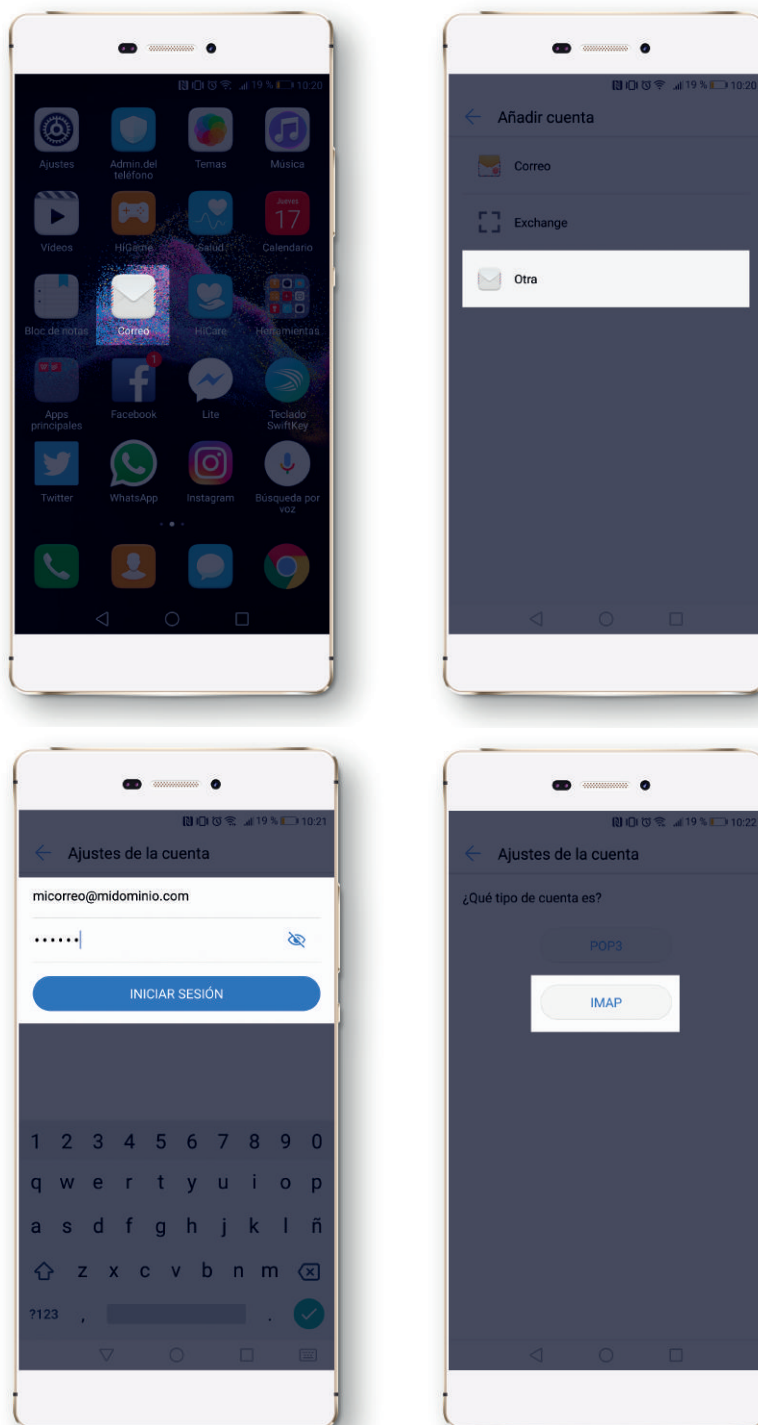 19 % 10:20
Ajustes
Admin.del
teléfono
Temas
Música
Jueves
17
Vídeos
HiGame
Salud
Calendario
Bloc de notas
Correo
HiCare
Herramientas
1
Apps
principales
Facebook
Lite
Teclado
SwiftKey
Twitter
WhatsApp
Instagram
Búsqueda por
voz
19 % 10:20
Añadir cuenta
Correo
Exchange
Otra
19 % 10:21
Ajustes de la cuenta
micorreo@midominio.com
••••••
INICIAR SESIÓN
1 2 3 4 5 6 7 8 9 0
q w e r t y u i o p
a s d f g h j k l ñ
z x c v b n m
?123 , .
19 % 10:22
Ajustes de la cuenta
¿Qué tipo de cuenta es?
POP3
IMAP